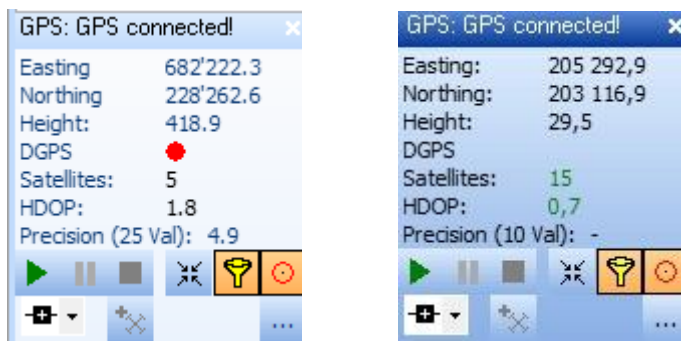 GPS: GPS connected!
Easting 682'222.3
Northing 228'262.6
Height: 418.9
DGPS
Satellites: 5
HDOP: 1.8
Precision (25 Val): 4.9
...
GPS: GPS connected!
Easting: 205 292,9
Northing: 203 116,9
Height: 29,5
DGPS
Satellites: 15
HDOP: 0,7
Precision (10 Val): -
...